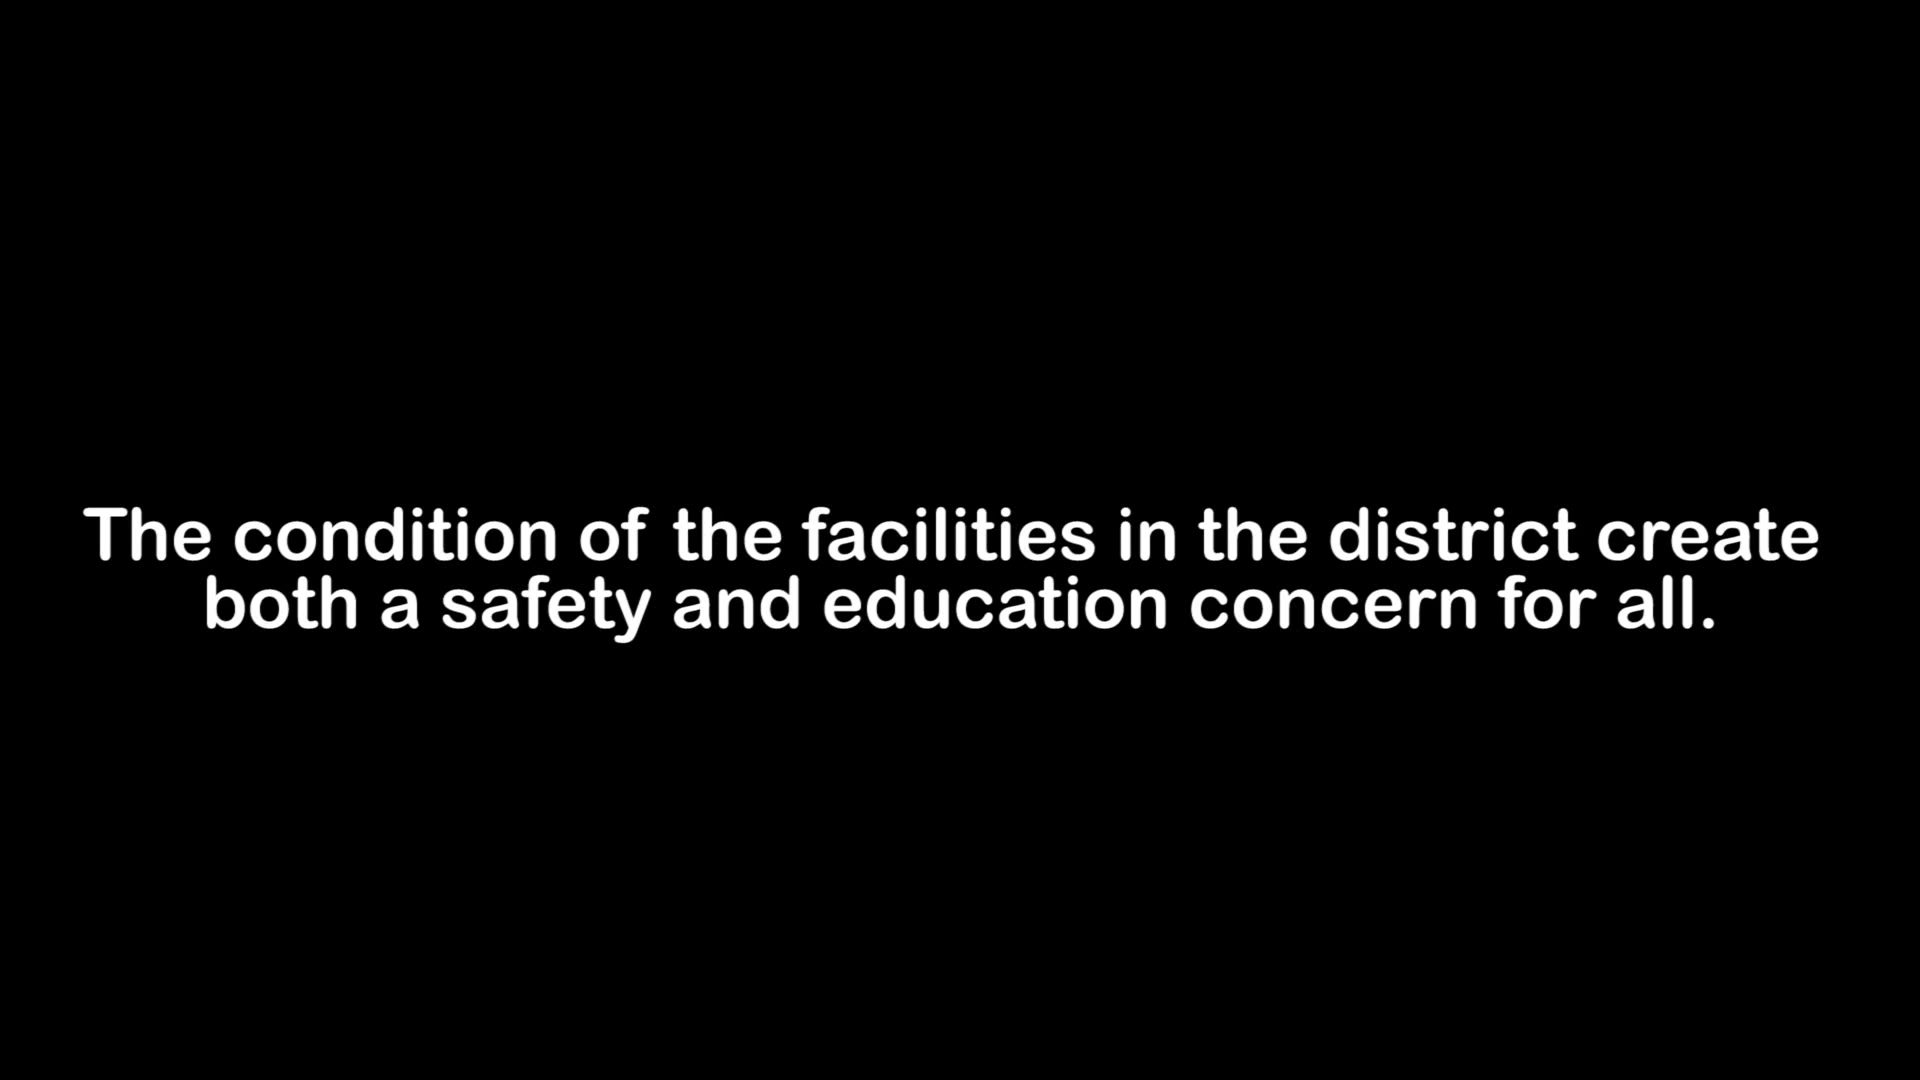 The condition of the facilities in the district create
both a safety and education concern for all.